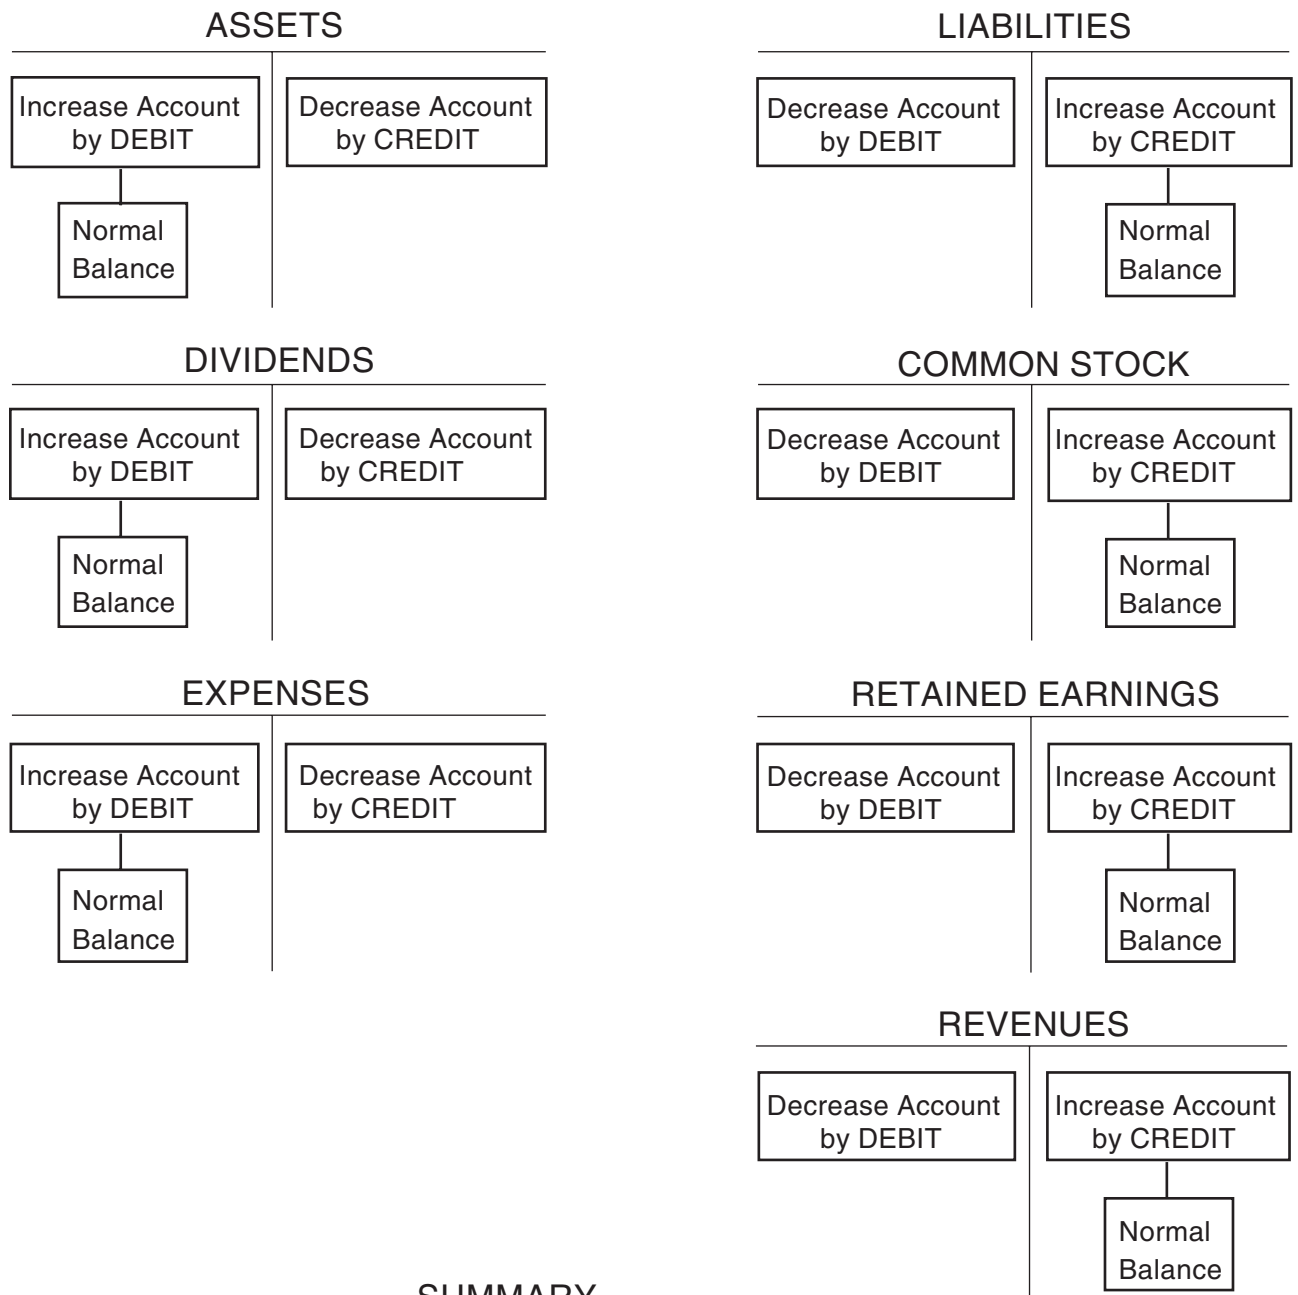 ASSETS
Increase Account
by DEBIT
Decrease Account
by CREDIT
Normal
Balance
LIABILITIES
Decrease Account
by DEBIT
Increase Account
by CREDIT
Normal
Balance
DIVIDENDS
Increase Account
by DEBIT
Decrease Account
by CREDIT
Normal
Balance
COMMON STOCK
Decrease Account
by DEBIT
Increase Account
by CREDIT
Normal
Balance
EXPENSES
Increase Account
by DEBIT
Decrease Account
by CREDIT
Normal
Balance
RETAINED EARNINGS
Decrease Account
by DEBIT
Increase Account
by CREDIT
Normal
Balance
REVENUES
Decrease Account
by DEBIT
Increase Account
by CREDIT
Normal
Balance
SUMMARY